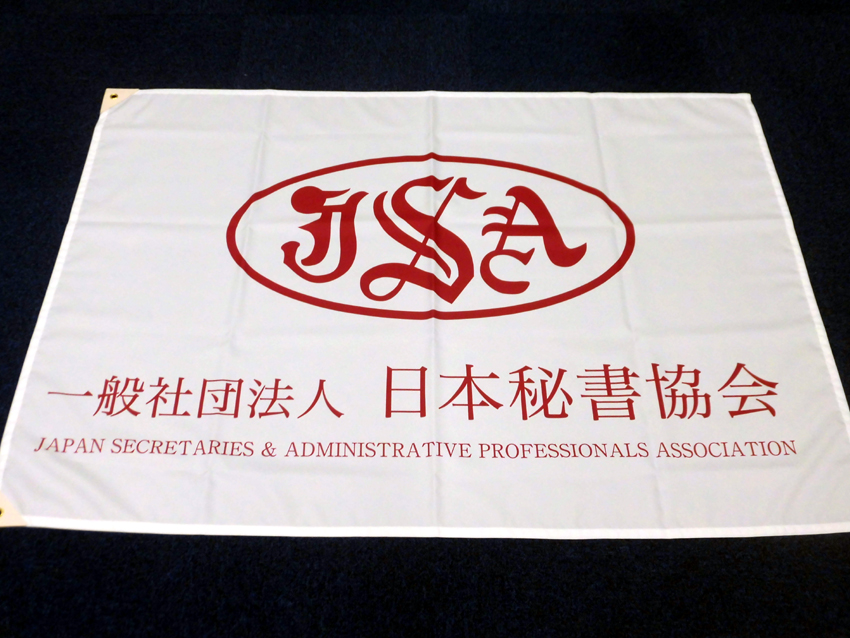 JSA
一般社団法人 日本秘書協会
JAPAN SECRETARIES & ADMINISTRATIVE PROFESSIONALS ASSOCIATION